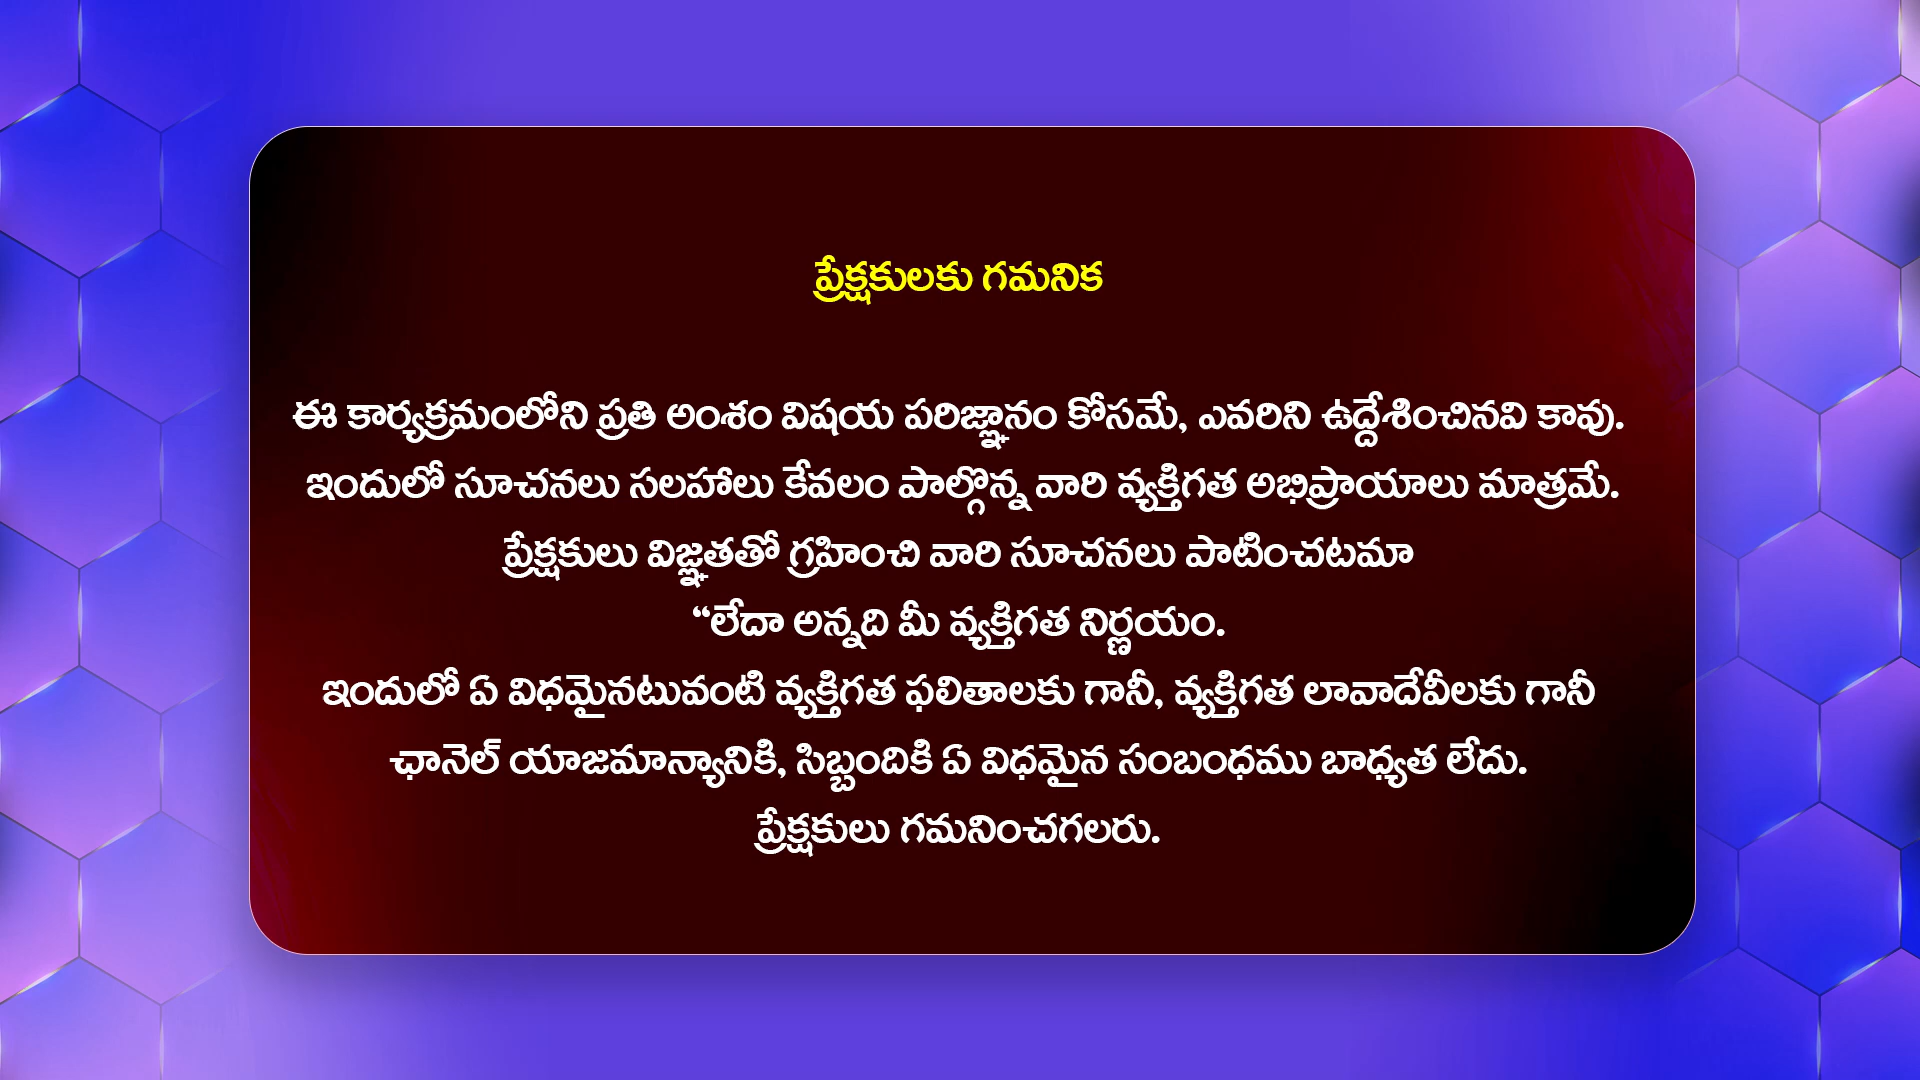 ప్రేక్షకులకు గమనిక
ఈ కార్యక్రమంలోని ప్రతి అంశం విషయ పరిజ్ఞానం కోసమే, ఎవరిని ఉద్దేశించినవి కావు.
ఇందులో సూచనలు సలహాలు కేవలం పాల్గొన్న వారి వ్యక్తిగత అభిప్రాయాలు మాత్రమే.
ప్రేక్షకులు విజ్ఞతతో గ్రహించి వారి సూచనలు పాటించటమా
“లేదా అన్నది మీ వ్యక్తిగత నిర్ణయం.
ఇందులో ఏ విధమైనటువంటి వ్యక్తిగత ఫలితాలకు గానీ, వ్యక్తిగత లావాదేవీలకు గానీ
ఛానెల్ యాజమాన్యానికి, సిబ్బందికి ఏ విధమైన సంబంధము బాధ్యత లేదు.
ప్రేక్షకులు గమనించగలరు.